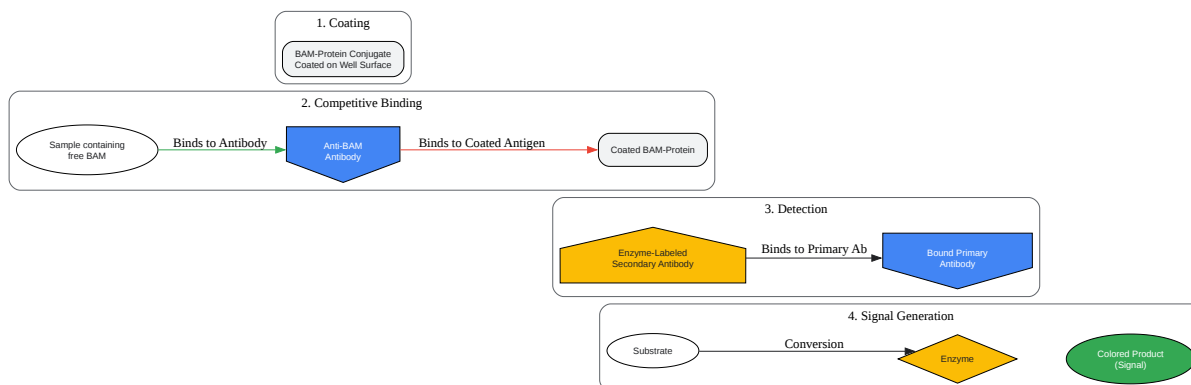 1. Coating
BAM-Protein Conjugate
Coated on Well Surface
2. Competitive Binding
Sample containing
free BAM
Binds to Antibody
Anti-BAM
Antibody
Binds to Coated Antigen
Coated BAM-Protein
3. Detection
Enzyme-Labeled
Secondary Antibody
Binds to Primary Ab
Bound Primary
Antibody
4. Signal Generation
Substrate
Conversion
Enzyme
Colored Product
(Signal)